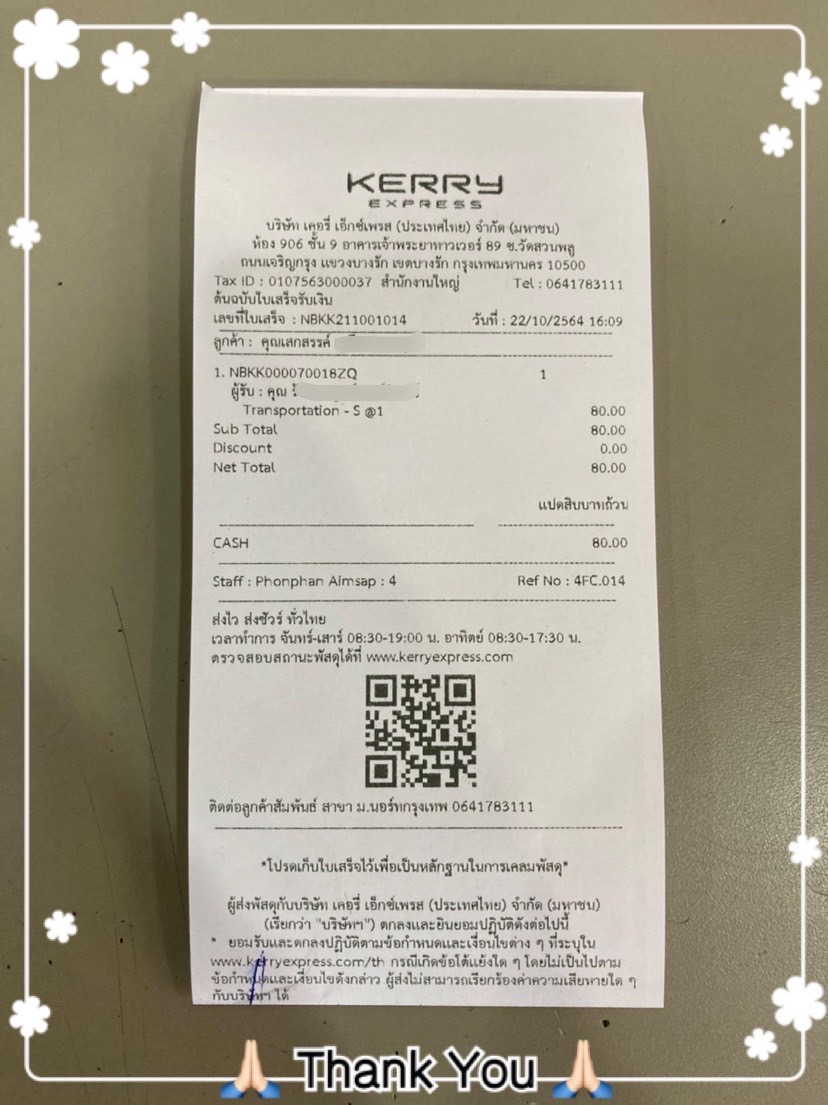 KERRY
EXPRESS
บริษัท เคอรี่ เอ็กซ์เพรส (ประเทศไทย) จำกัด (มหาชน)
ห้อง 906 ชั้น 9 อาคารเจ้าพระยาทาวเวอร์ 89 ซ.วัดสวนพลู
ถนนเจริญกรุง แขวงบางรัก เขตบางรัก กรุงเทพมหานคร 10500
Tax ID : 0107563000037 สำนักงานใหญ่ Tel : 0641783111
ต้นฉบับใบเสร็จรับเงิน
เลขที่ใบเสร็จ : NBKK211001014 วันที่ : 22/10/2564 16:09
ลูกค้า : คุณเสกสรรค์
1. NBKK000070018ZQ 1
ผู้รับ : คุณ
Transportation - S @1 80.00
Sub Total 80.00
Discount 0.00
Net Total 80.00
แปดสิบบาทถ้วน
CASH 80.00
Staff : Phonphan Aimsap : 4 Ref No : 4FC.014
ส่งไว ส่งชัวร์ ทั่วไทย
เวลาทำการ จันทร์-เสาร์ 08:30-19:00 น. อาทิตย์ 08:30-17:30 น.
ตรวจสอบสถานะพัสดุได้ที่ www.kerryexpress.com
ติดต่อลูกค้าสัมพันธ์ สาขา ม.นอร์ทกรุงเทพ 0641783111
*โปรดเก็บใบเสร็จไว้เพื่อเป็นหลักฐานในการเคลมพัสดุ*
ผู้ส่งพัสดุกับบริษัท เคอรี่ เอ็กซ์เพรส (ประเทศไทย) จำกัด (มหาชน)
(เรียกว่า "บริษัทฯ") ตกลงและยินยอมปฏิบัติดังต่อไปนี้
* ยอมรับและตกลงปฏิบัติตามข้อกำหนดและเงื่อนไขต่าง ๆ ที่ระบุใน
www.kerryexpress.com/th กรณีเกิดข้อโต้แย้งใด ๆ โดยไม่เป็นไปตาม
ข้อกำหนดและเงื่อนไขดังกล่าว ผู้ส่งไม่สามารถเรียกร้องค่าความเสียหายใด ๆ
กับบริษัทฯ ได้
Thank You